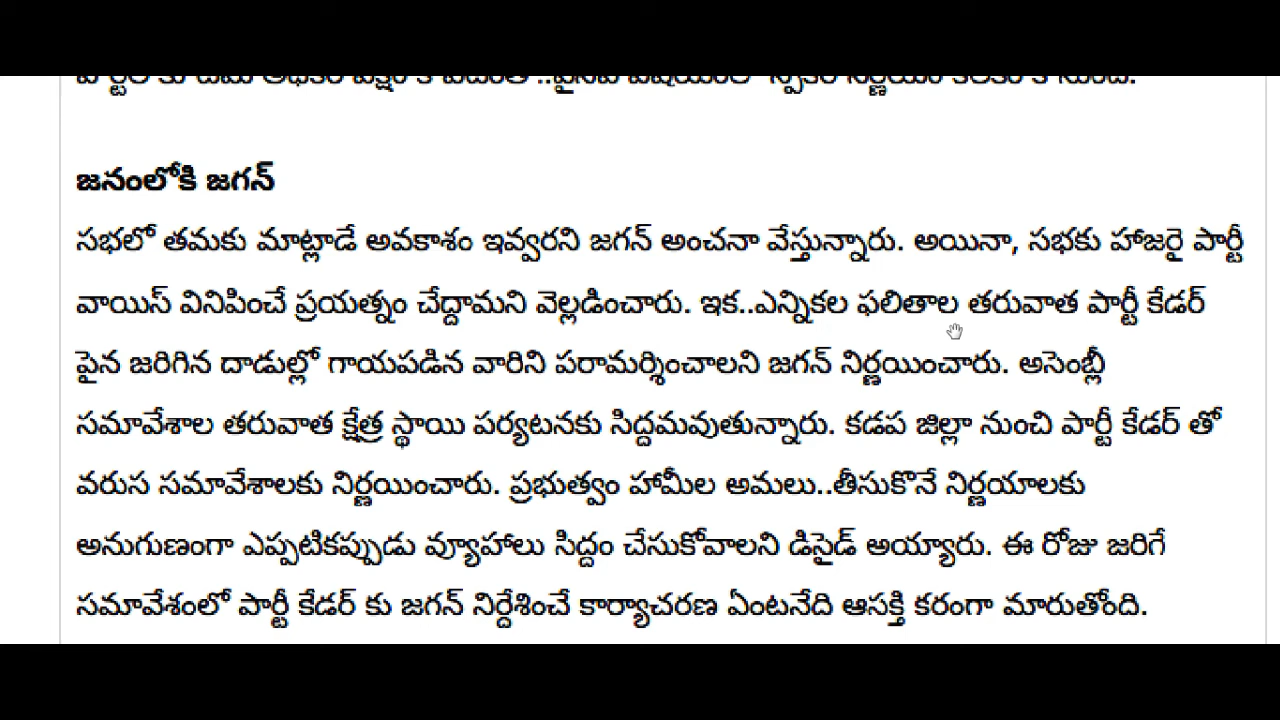 జనంలోకి జగన్
సభలో తమకు మాట్లాడే అవకాశం ఇవ్వరని జగన్ అంచనా వేస్తున్నారు. అయినా, సభకు హాజరై పార్టీ
వాయిస్ వినిపించే ప్రయత్నం చేద్దామని వెల్లడించారు. ఇక..ఎన్నికల ఫలితాల తరువాత పార్టీ కేడర్
పైన జరిగిన దాడుల్లో గాయపడిన వారిని పరామర్శించాలని జగన్ నిర్ణయించారు. అసెంబ్లీ
సమావేశాల తరువాత క్షేత్ర స్థాయి పర్యటనకు సిద్దమవుతున్నారు. కడప జిల్లా నుంచి పార్టీ కేడర్ తో
వరుస సమావేశాలకు నిర్ణయించారు. ప్రభుత్వం హామీల అమలు..తీసుకొనే నిర్ణయాలకు
అనుగుణంగా ఎప్పటికప్పుడు వ్యూహాలు సిద్దం చేసుకోవాలని డిసైడ్ అయ్యారు. ఈ రోజు జరిగే
సమావేశంలో పార్టీ కేడర్ కు జగన్ నిర్దేశించే కార్యాచరణ ఏంటనేది ఆసక్తి కరంగా మారుతోంది.